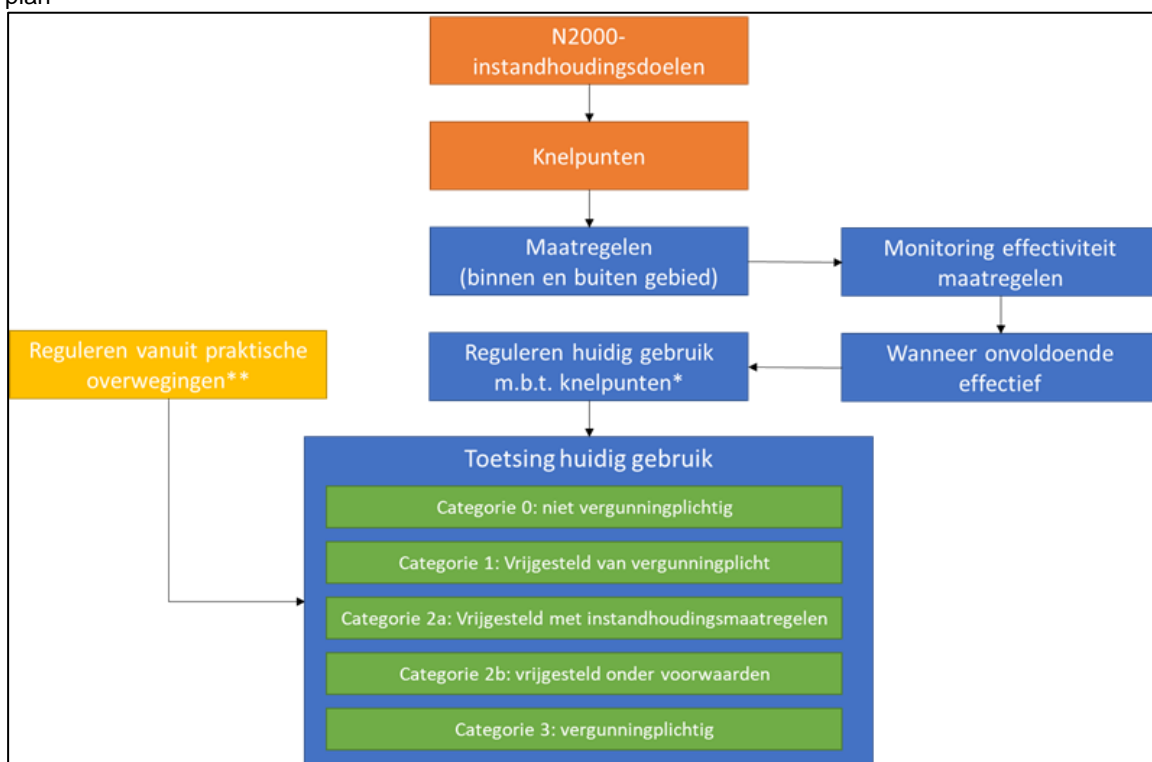 plan
N2000-
instandhoudingsdoelen
Knelpunten
Maatregelen
(binnen en buiten gebied)
Monitoring effectiviteit
maatregelen
Reguleren vanuit praktische
overwegingen**
Reguleren huidig gebruik
m.b.t. knelpunten*
Wanneer onvoldoende
effectief
Toetsing huidig gebruik
Categorie 0: niet vergunningplichtig
Categorie 1: Vrijgesteld van vergunningplicht
Categorie 2a: Vrijgesteld met instandhoudingsmaatregelen
Categorie 2b: vrijgesteld onder voorwaarden
Categorie 3: vergunningplichtig